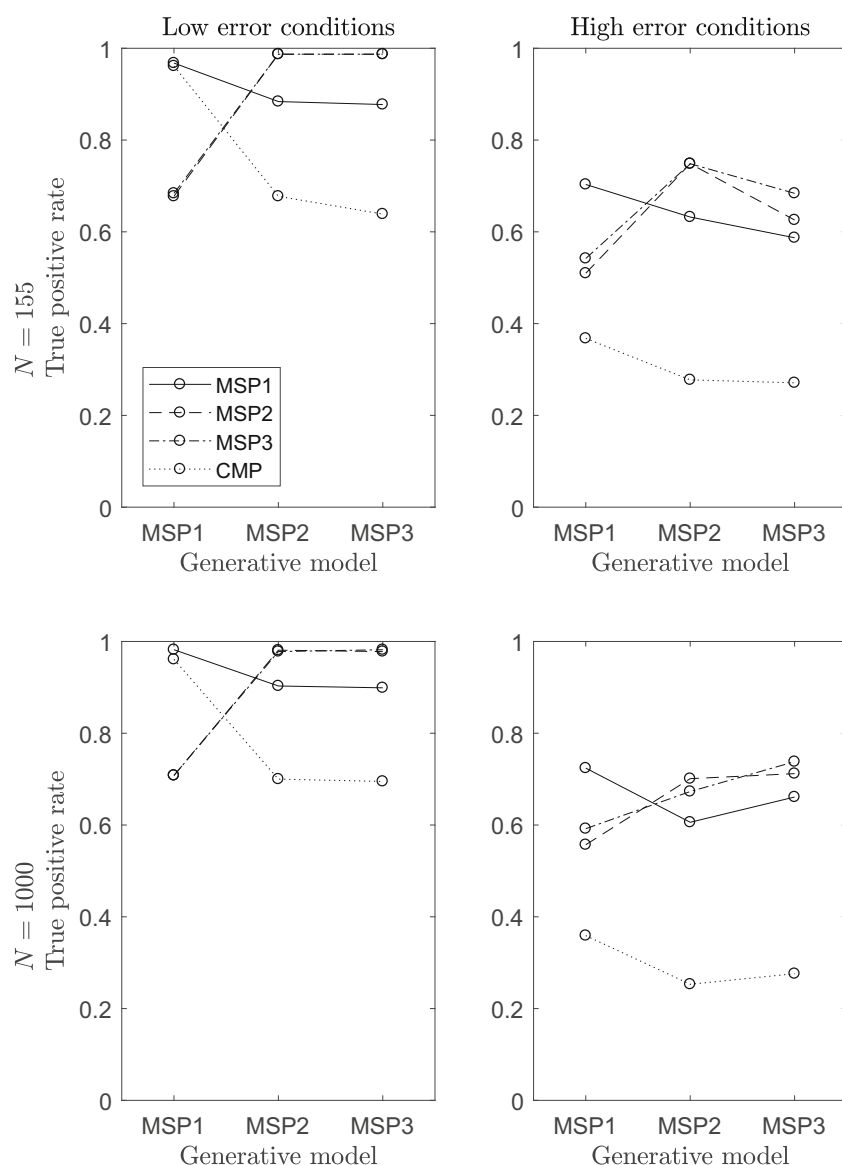 Low error conditions
High error conditions
N = 155
True positive rate
1
0.8
0.6
0.4
0.2
0
MSP1
MSP2
MSP3
CMP
MSP1 MSP2 MSP3
Generative model
1
0.8
0.6
0.4
0.2
0
MSP1 MSP2 MSP3
Generative model
N = 1000
True positive rate
1
0.8
0.6
0.4
0.2
0
MSP1 MSP2 MSP3
Generative model
1
0.8
0.6
0.4
0.2
0
MSP1 MSP2 MSP3
Generative model